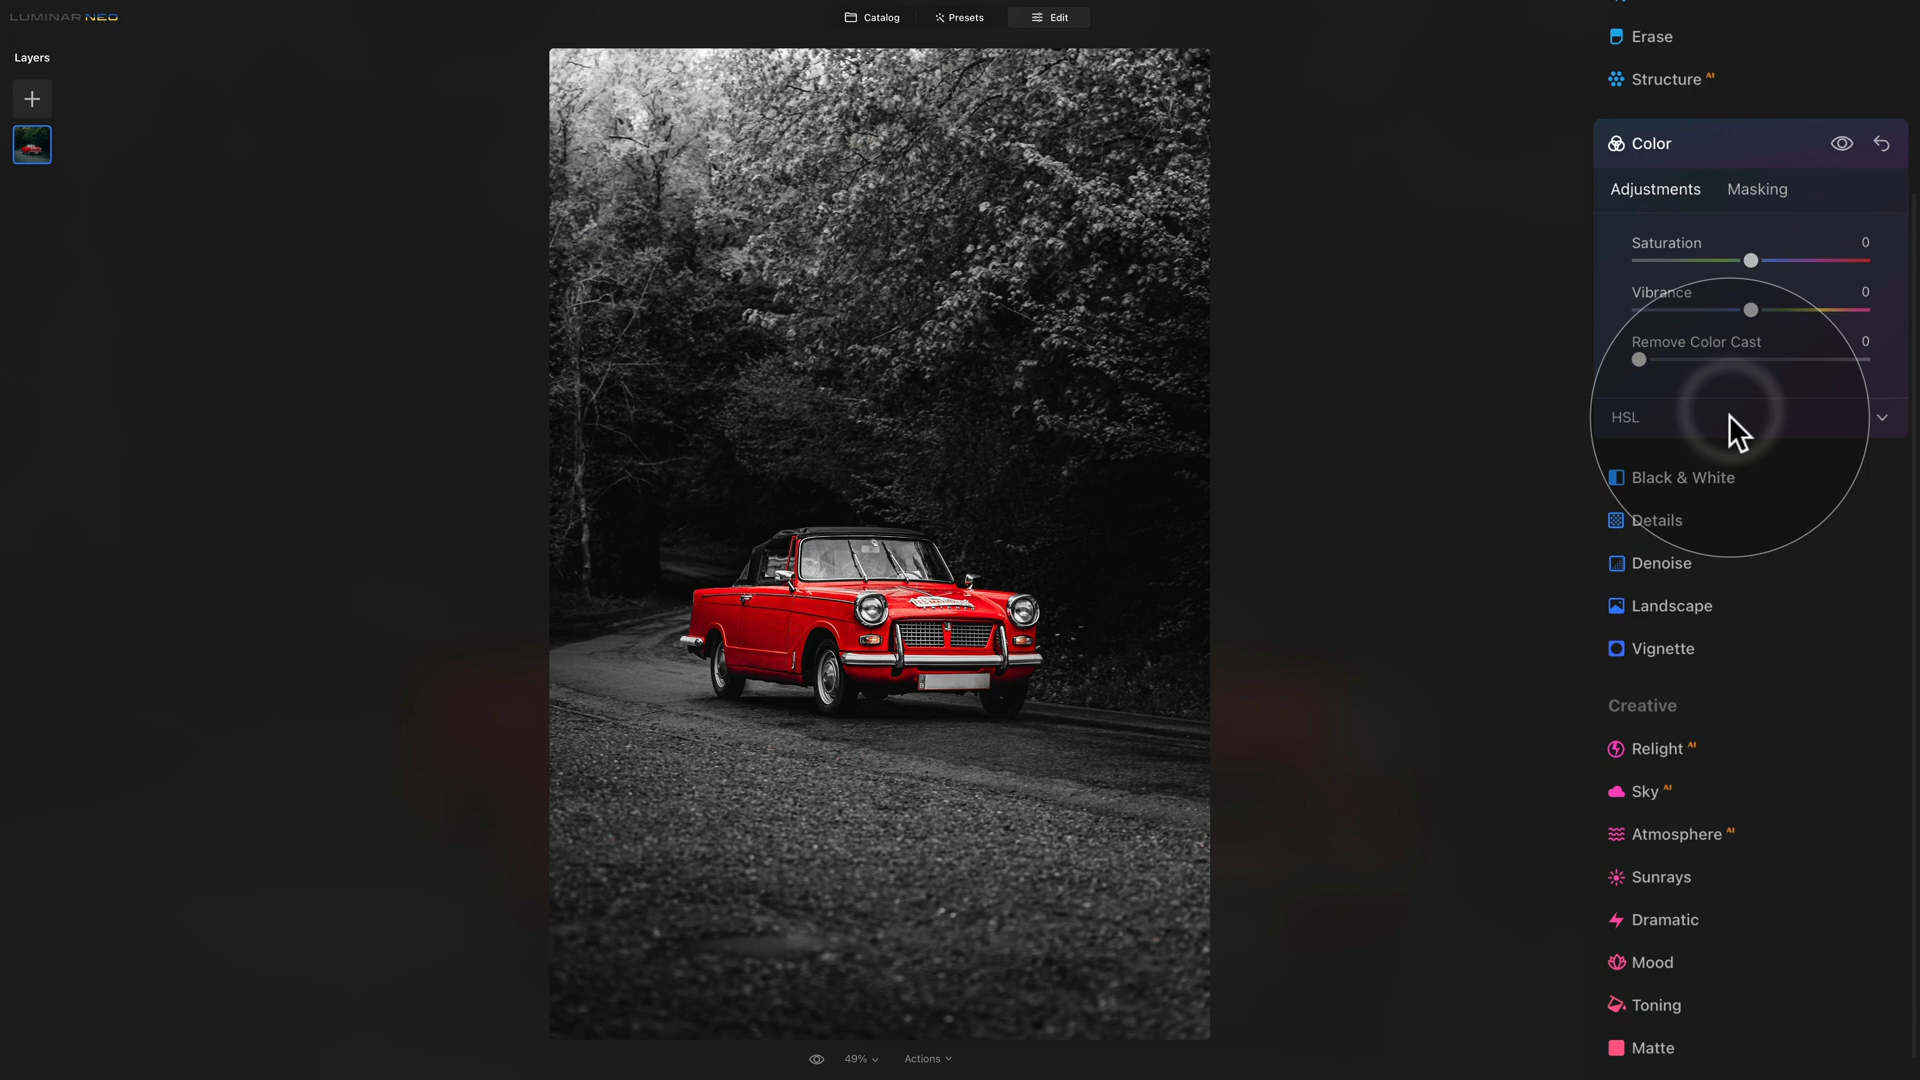 LUMINAR NEO
Catalog
Presets
Edit
Layers
Erase
Structure AI
Color
Adjustments
Masking
Saturation
0
Vibrance
0
Remove Color Cast
0
HSL
Black & White
Details
Denoise
Landscape
Vignette
Creative
Relight AI
Sky AI
Atmosphere AI
Sunrays
Dramatic
Mood
Toning
Matte
49%
Actions